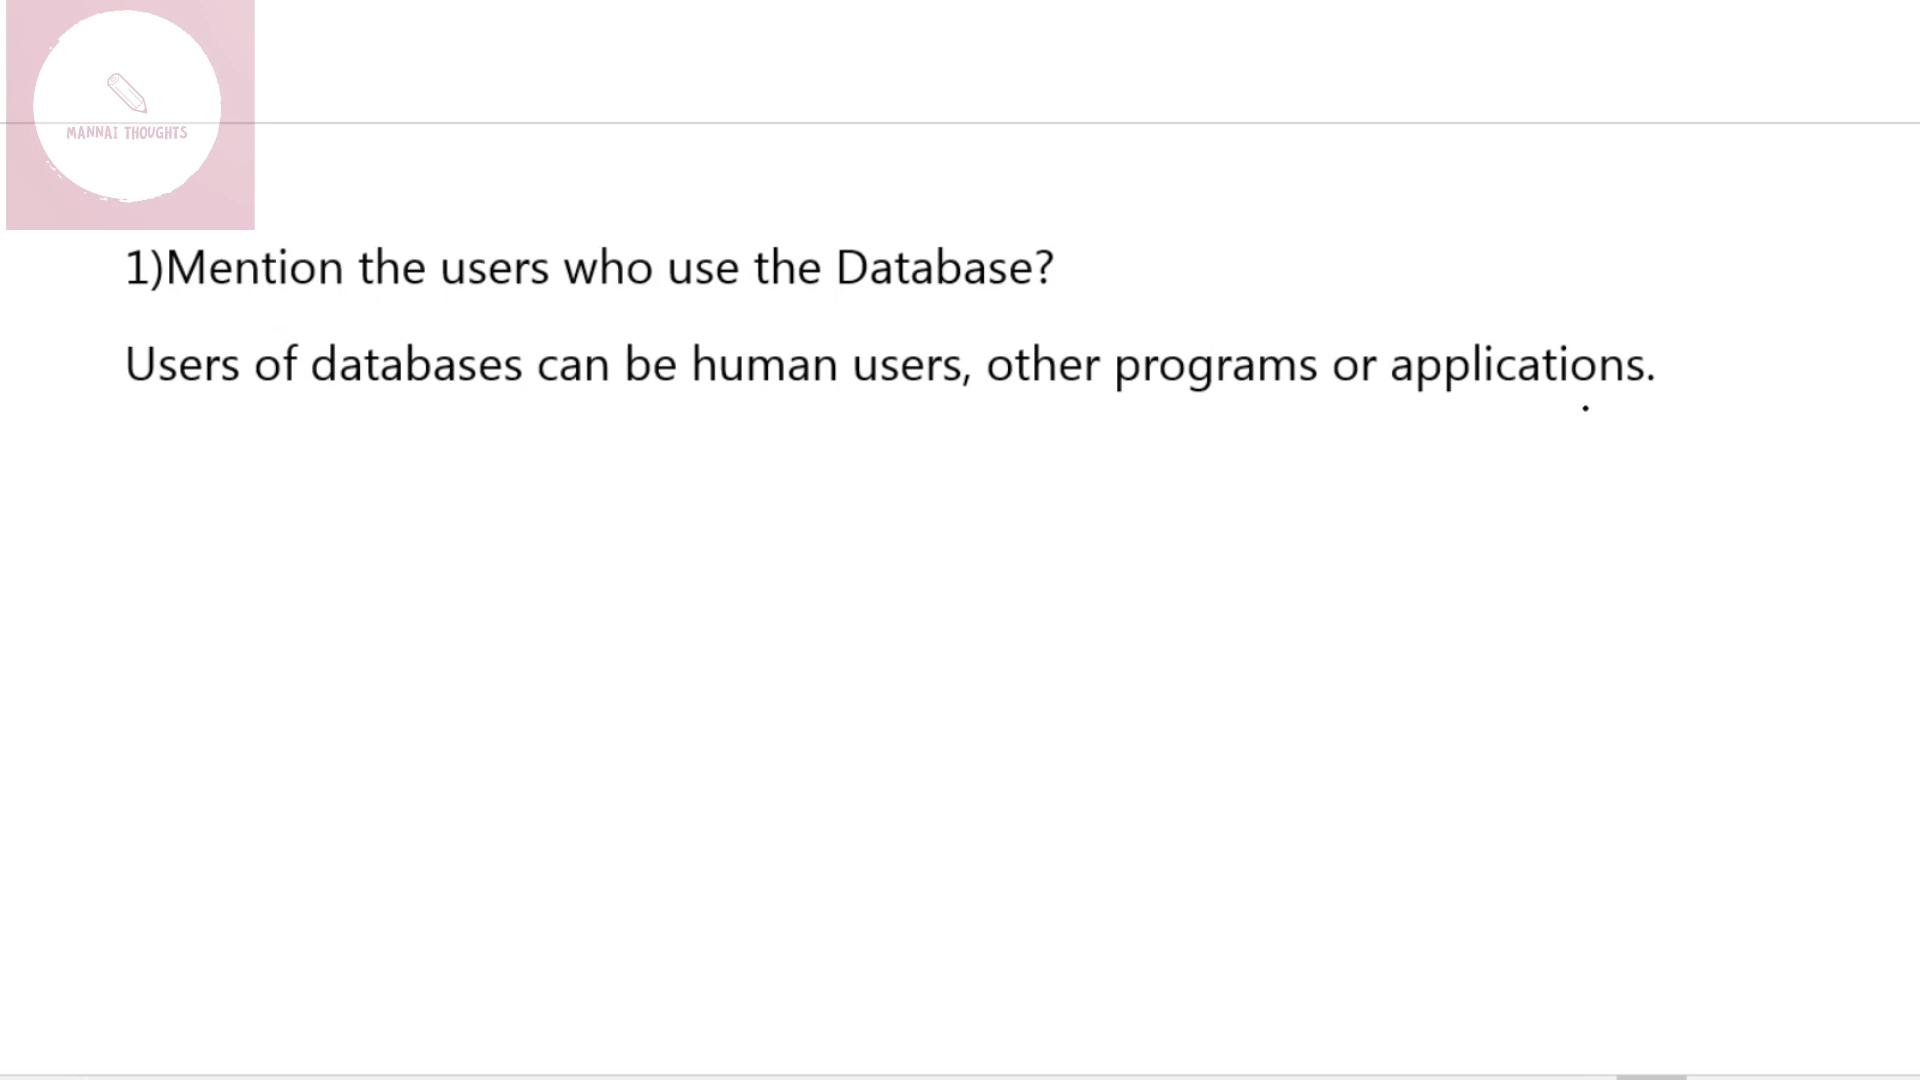 MANNAI THOUGHTS
1)Mention the users who use the Database?
Users of databases can be human users, other programs or applications.